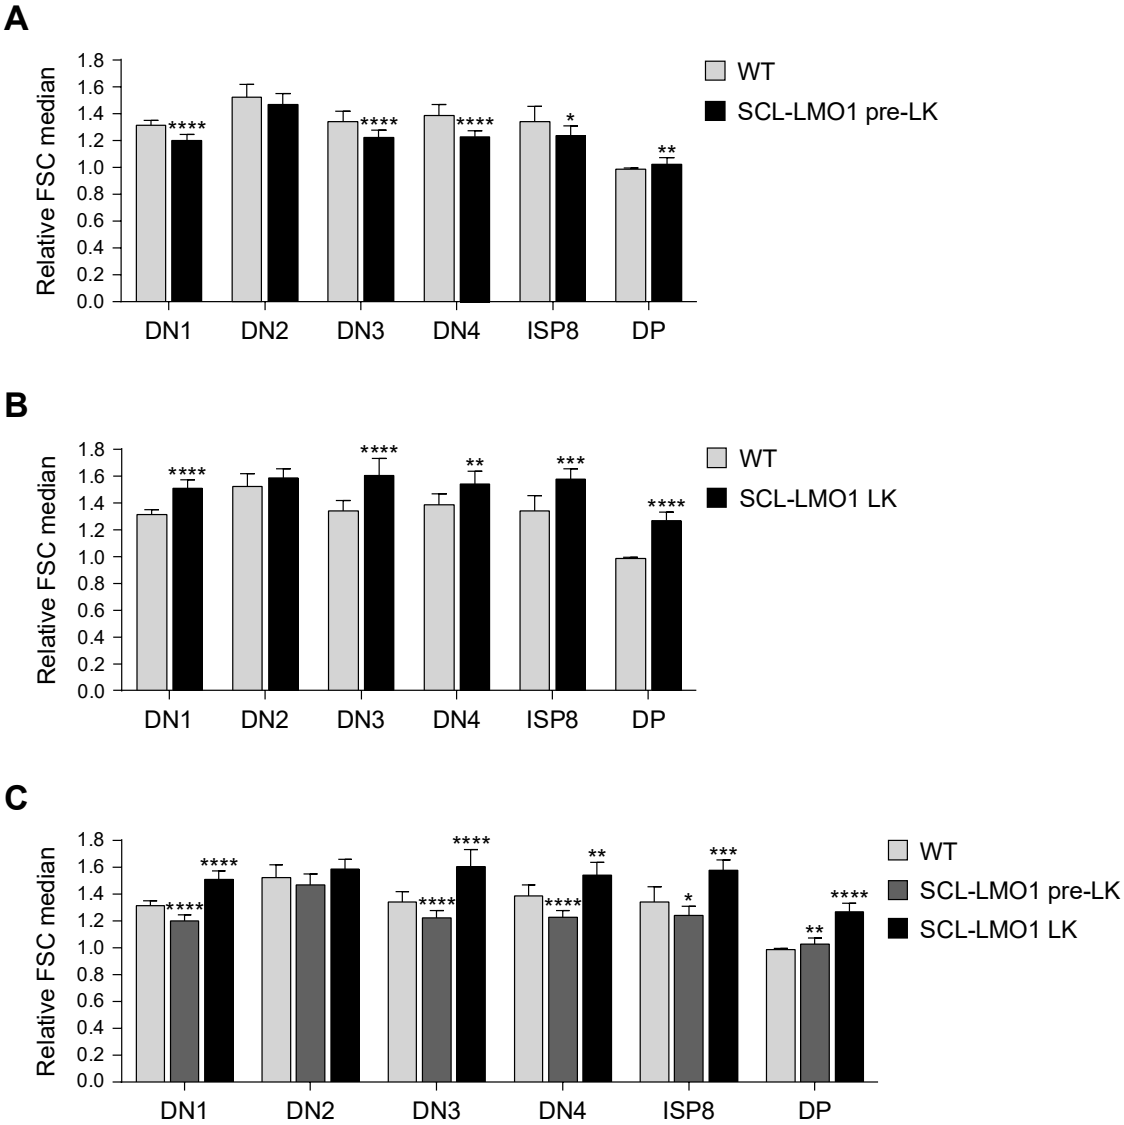 A
Relative FSC median
1.8
1.6
1.4
1.2
1.0
0.8
0.6
0.4
0.2
0.0
**** **** **** * **
DN1 DN2 DN3 DN4 ISP8 DP
WT
SCL-LMO1 pre-LK
B
Relative FSC median
1.8
1.6
1.4
1.2
1.0
0.8
0.6
0.4
0.2
0.0
**** **** ** *** ****
DN1 DN2 DN3 DN4 ISP8 DP
WT
SCL-LMO1 LK
C
Relative FSC median
1.8
1.6
1.4
1.2
1.0
0.8
0.6
0.4
0.2
0.0
**** **** ** *** ****
**** **** **** * **
DN1 DN2 DN3 DN4 ISP8 DP
WT
SCL-LMO1 pre-LK
SCL-LMO1 LK